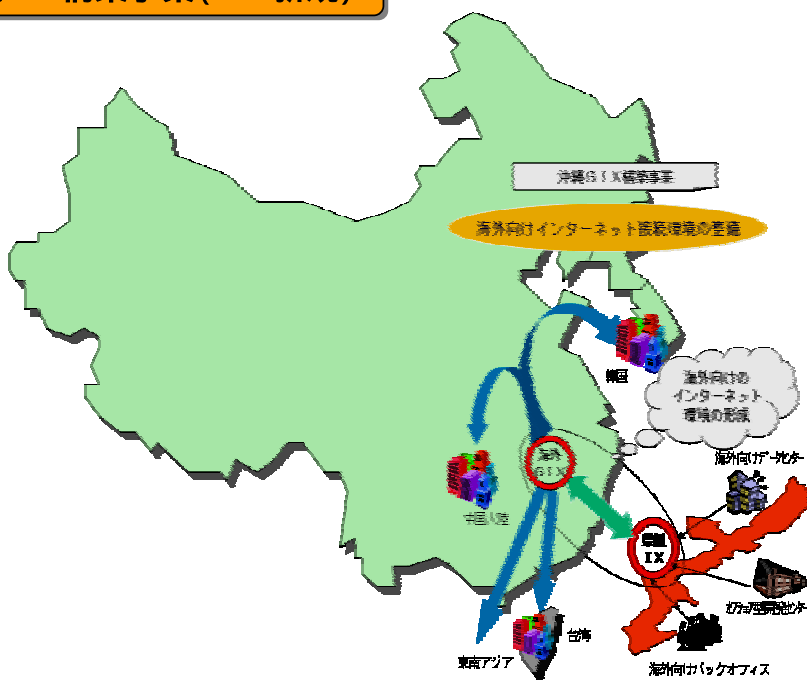 構築事業(
沖縄GIX構築事業
海外向けインターネット接続環境の整備
韓国
海外向けの
インターネット
環境の形成
海外
GIX
中国大陸
海外向けデータセンター
IX
台湾
東南アジア
海外向けバックオフィス